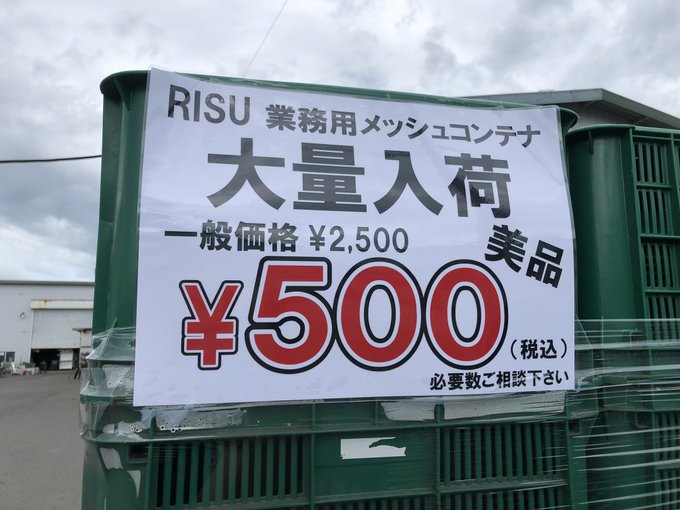 RISU 業務用メッシュコンテナ
大量入荷
一般価格 ¥2,500
美品
¥500
(税込)
必要数ご相談下さい